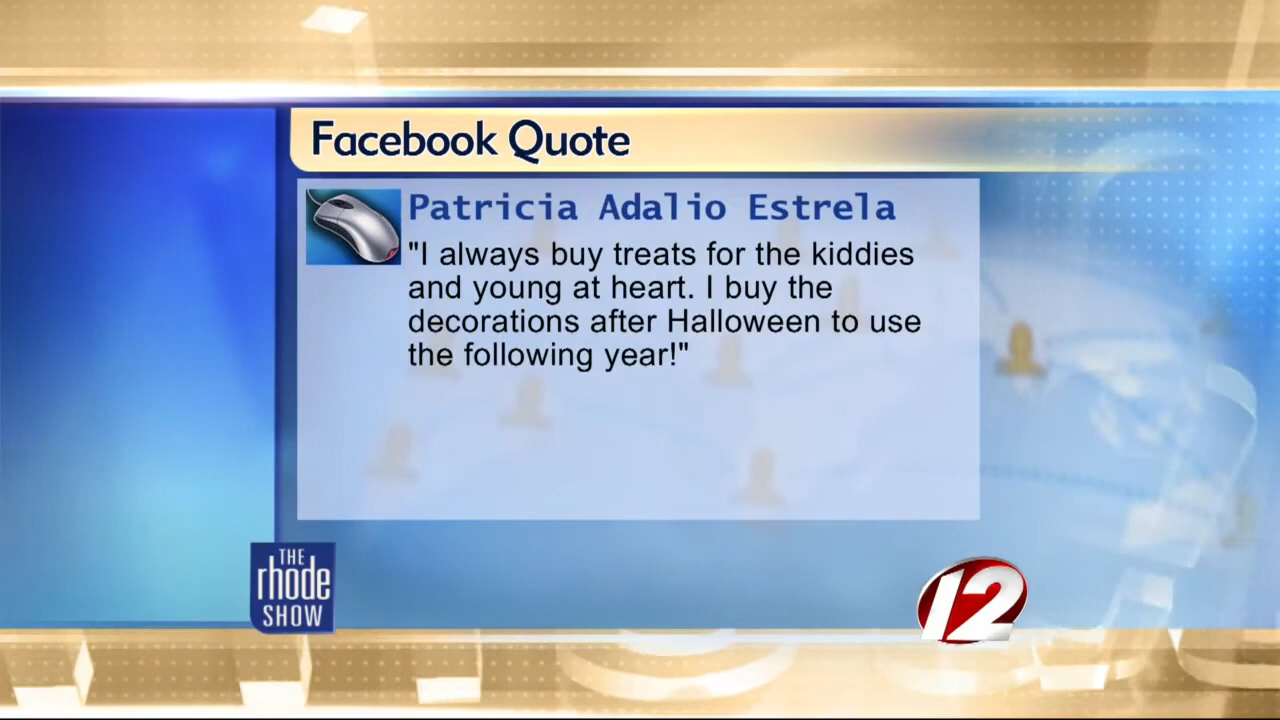 Facebook Quote
Patricia Adalio Estrela
"I always buy treats for the kiddies
and young at heart. I buy the
decorations after Halloween to use
the following year!"
THE
rhode
SHOW
12